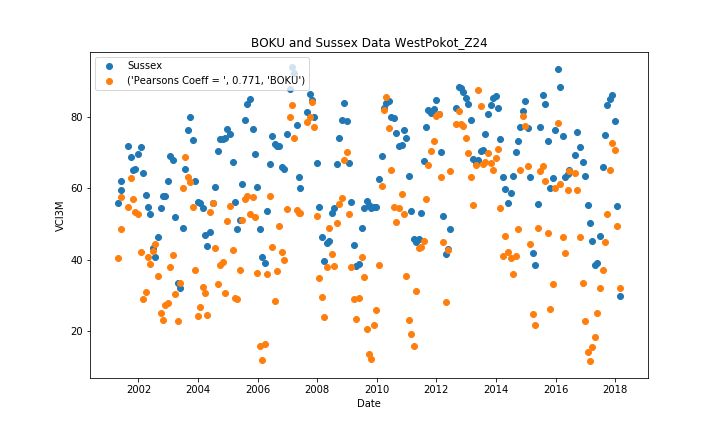 BOKU and Sussex Data WestPokot_Z24
Sussex
('Pearsons Coeff = ', 0.771, 'BOKU')
80
60
40
20
VCI3M
2002 2004 2006 2008 2010 2012 2014 2016 2018
Date